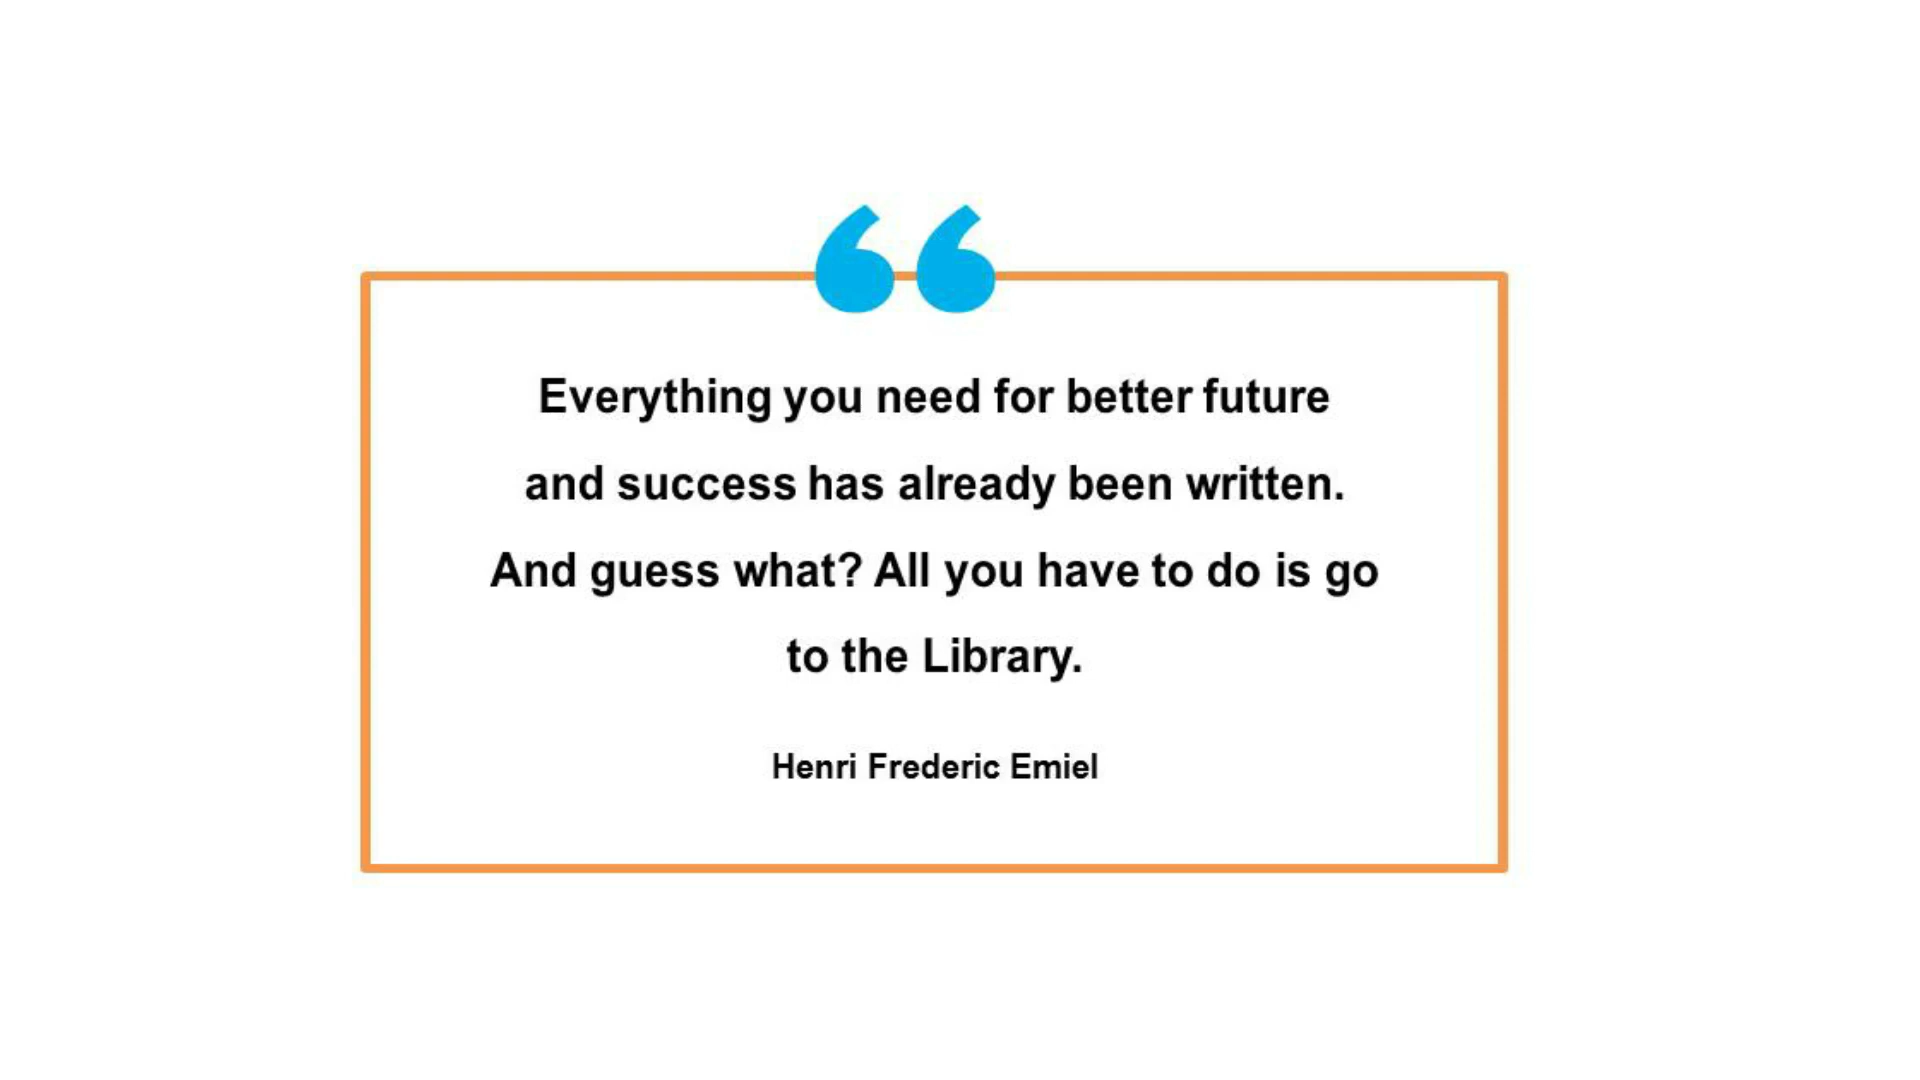 Everything you need for better future
and success has already been written.
And guess what? All you have to do is go
to the Library.
Henri Frederic Emiel